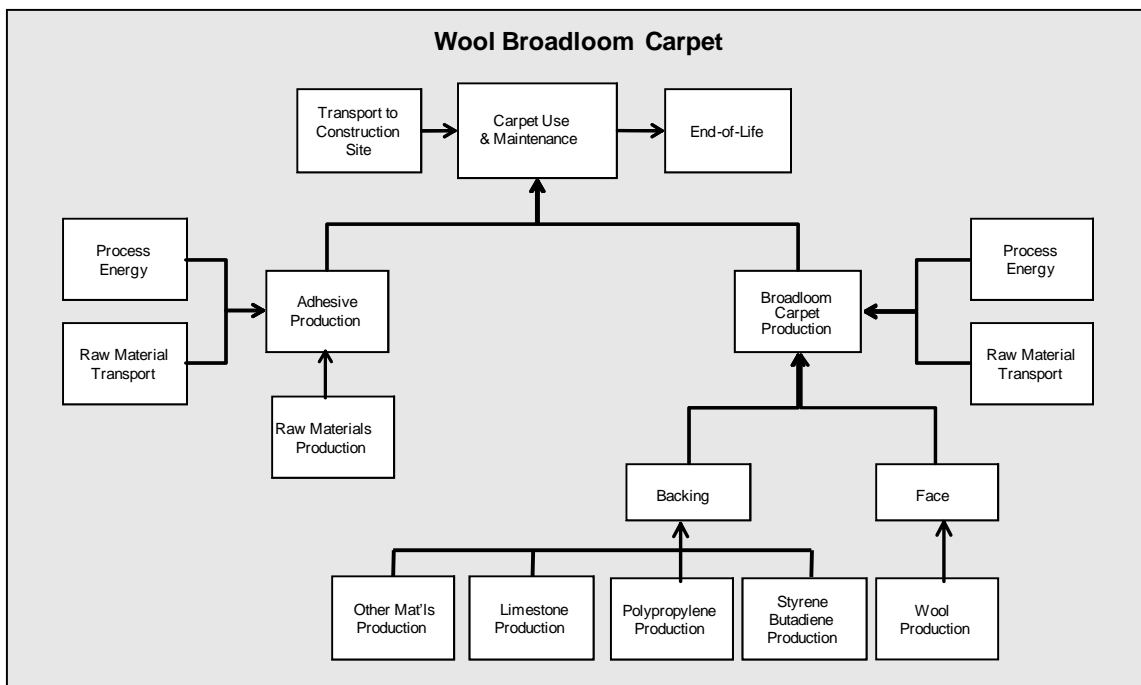 Wool Broadloom Carpet
Transport to
Construction
Site
Carpet Use
& Maintenance
End-of-Life
Process
Energy
Raw Material
Transport
Adhesive
Production
Raw Materials
Production
Broadloom
Carpet
Production
Process
Energy
Raw Material
Transport
Backing
Face
Other Mat'ls
Production
Limestone
Production
Polypropylene
Production
Styrene
Butadiene
Production
Wool
Production